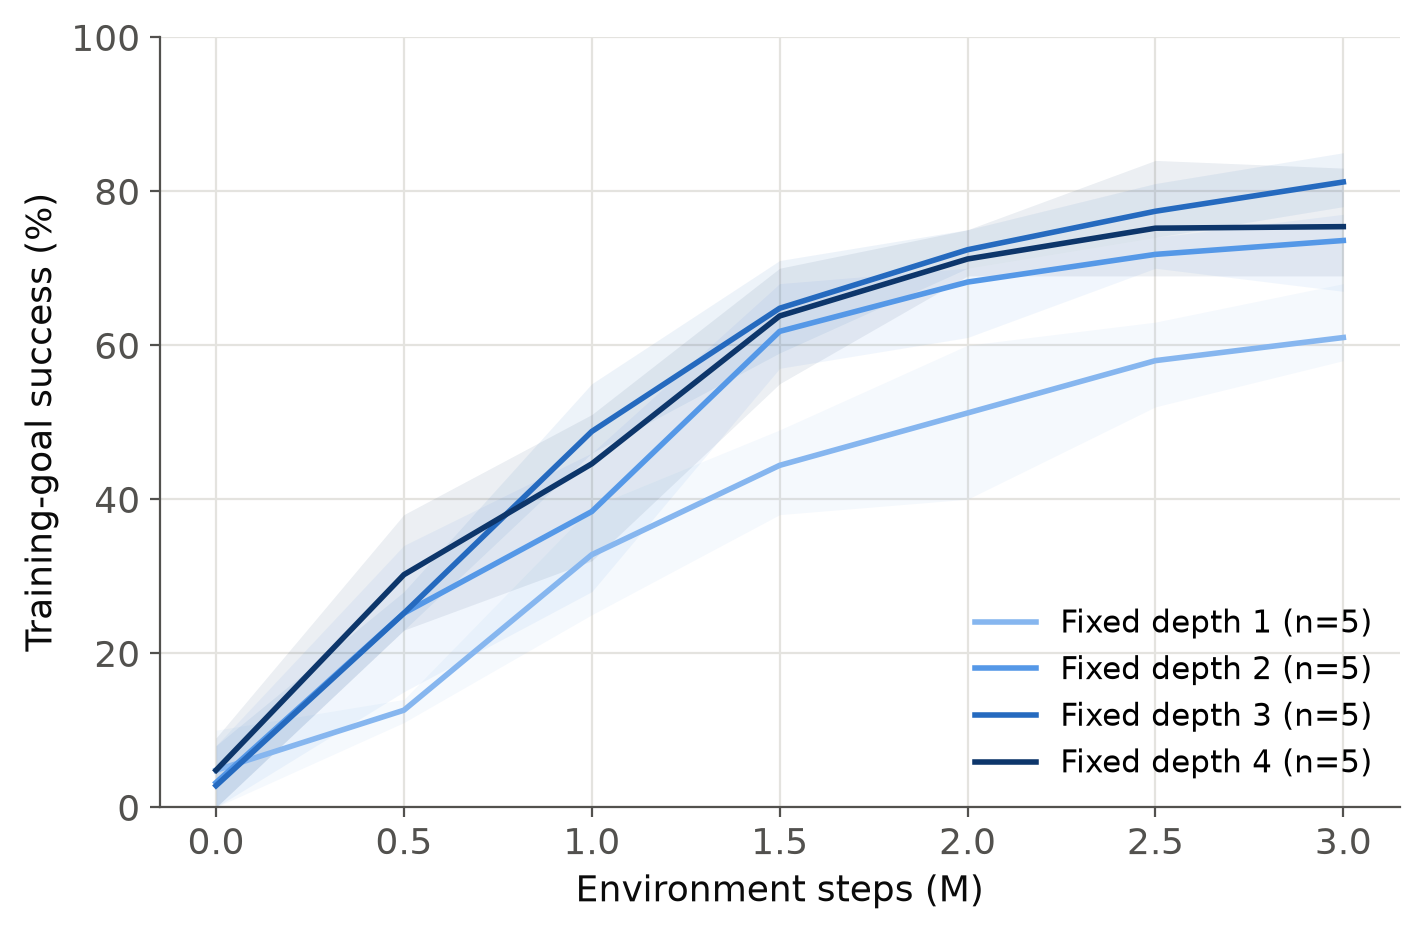 100
80
60
40
20
0
Training-goal success (%)
0.0 0.5 1.0 1.5 2.0 2.5 3.0
Environment steps (M)
Fixed depth 1 (n=5)
Fixed depth 2 (n=5)
Fixed depth 3 (n=5)
Fixed depth 4 (n=5)